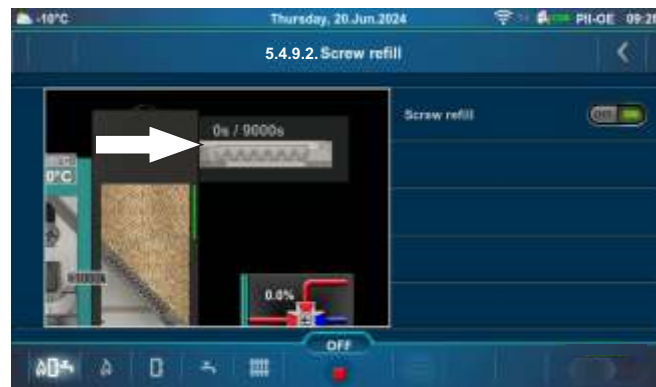 -10°C Thursday, 20.Jun.2024 PII-OE 09:26
5.4.9.2. Screw refill
0s / 9000s
Screw refill
0°C
0.0%
OFF